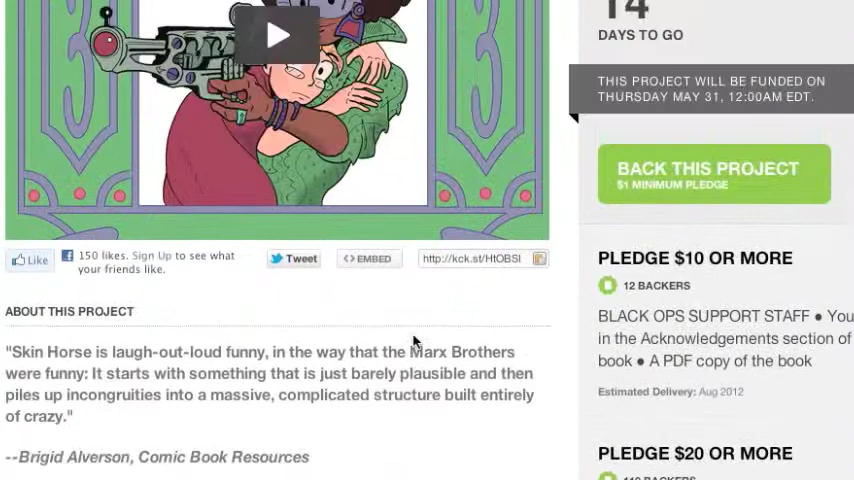 14
DAYS TO GO
THIS PROJECT WILL BE FUNDED ON
THURSDAY MAY 31, 12:00AM EDT.
BACK THIS PROJECT
$1 MINIMUM PLEDGE
Like
150 likes. Sign Up to see what
your friends like.
Tweet
<> EMBED
http://kck.st/HtOBSI
ABOUT THIS PROJECT
"Skin Horse is laugh-out-loud funny, in the way that the Marx Brothers
were funny: It starts with something that is just barely plausible and then
piles up incongruities into a massive, complicated structure built entirely
of crazy."
--Brigid Alverson, Comic Book Resources
PLEDGE $10 OR MORE
12 BACKERS
BLACK OPS SUPPORT STAFF ● You
in the Acknowledgements section of
book ● A PDF copy of the book
Estimated Delivery: Aug 2012
PLEDGE $20 OR MORE
BACKERS